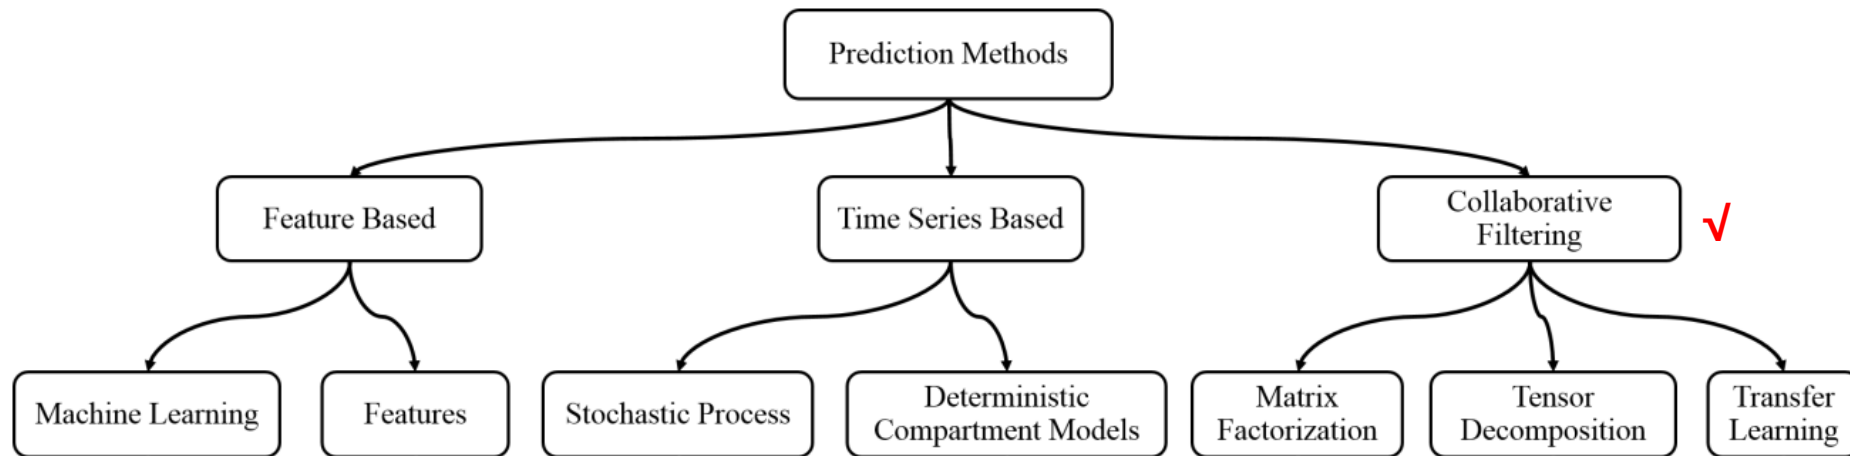 Prediction Methods
Feature Based
Time Series Based
Collaborative
Filtering
√
Machine Learning
Features
Stochastic Process
Deterministic
Compartment Models
Matrix
Factorization
Tensor
Decomposition
Transfer
Learning